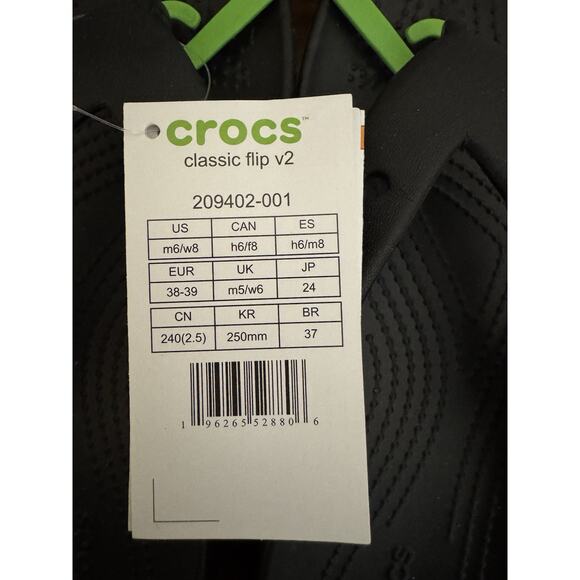 crocs™
classic flip v2
209402-001
US CAN ES
m6/w8 h6/f8 h6/m8
EUR UK JP
38-39 m5/w6 24
CN KR BR
240(2.5) 250mm 37
1 96265 52880 6